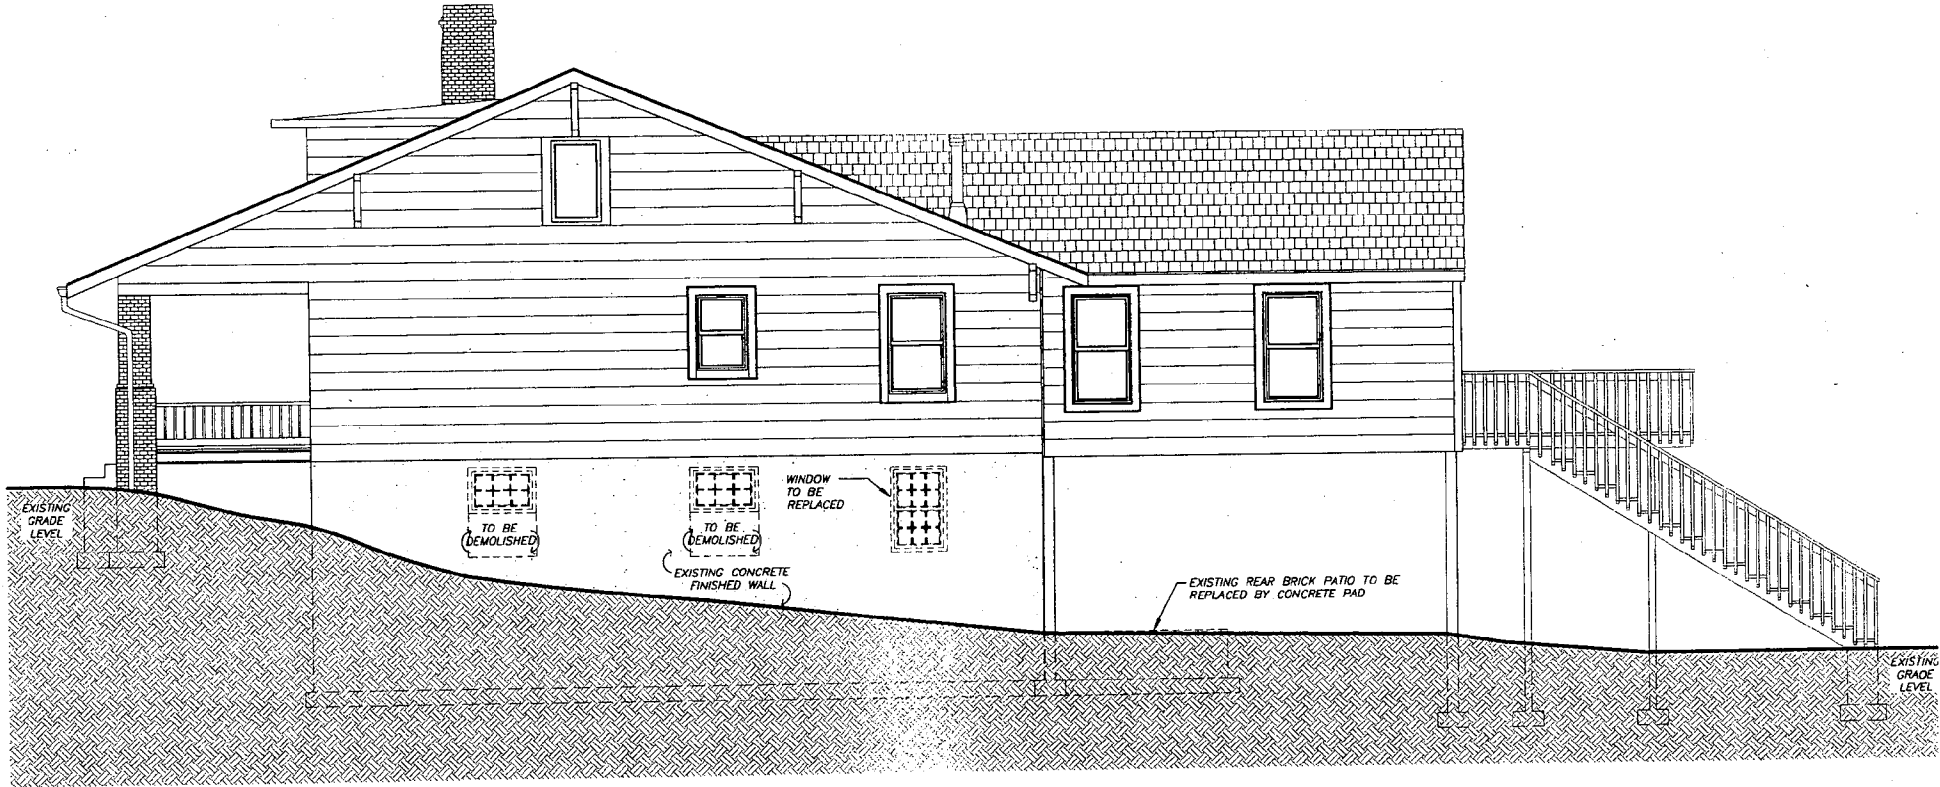 EXISTING
GRADE
LEVEL
TO BE
DEMOLISHED
TO BE
DEMOLISHED
WINDOW
TO BE
REPLACED
EXISTING CONCRETE
FINISHED WALL
EXISTING REAR BRICK PATIO TO BE
REPLACED BY CONCRETE PAD
EXISTING
GRADE
LEVEL